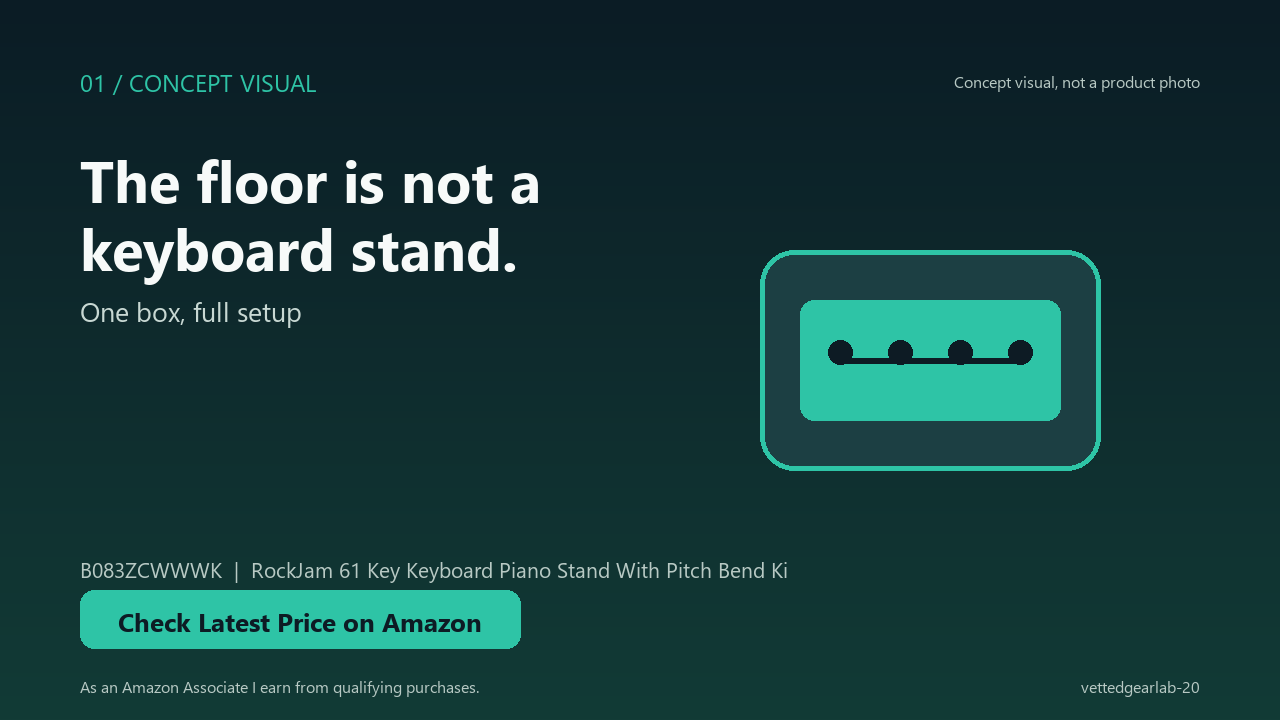 01 / CONCEPT VISUAL
Concept visual, not a product photo
The floor is not a
keyboard stand.
One box, full setup
B083ZCWWWK | RockJam 61 Key Keyboard Piano Stand With Pitch Bend Ki
Check Latest Price on Amazon
As an Amazon Associate I earn from qualifying purchases.
vettedgearlab-20